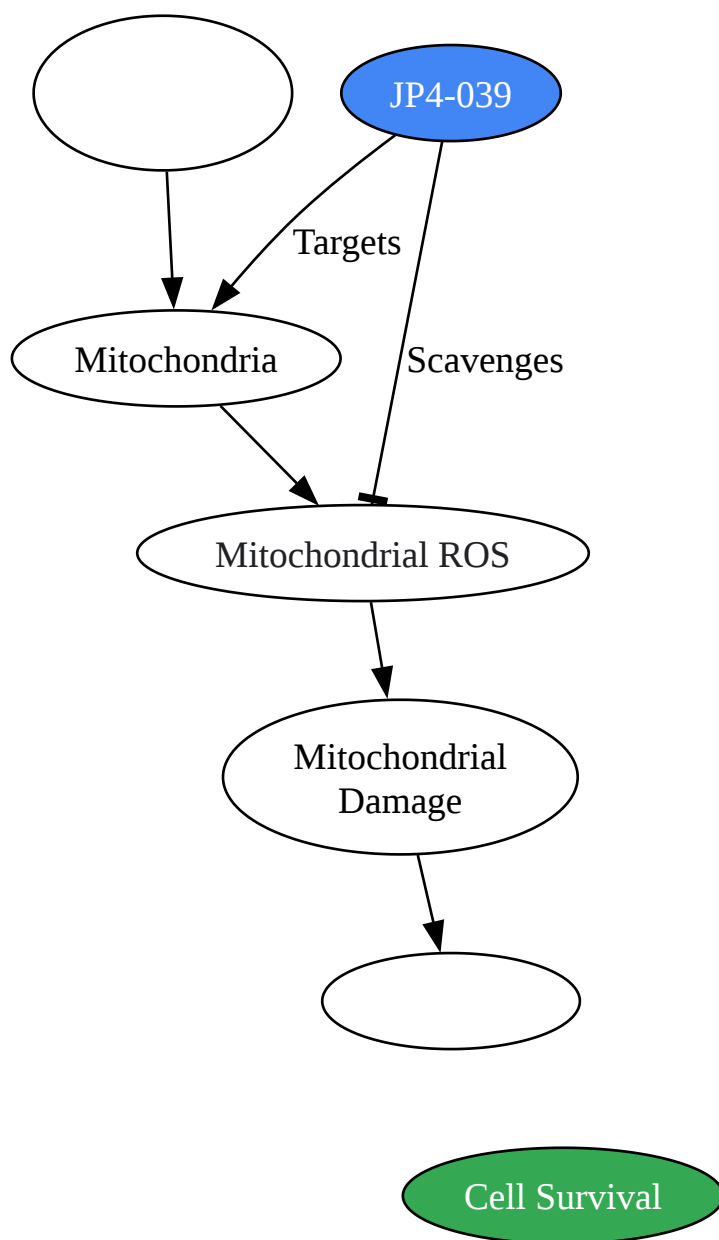 JP4-039
Targets
Mitochondria
Scavenges
Mitochondrial ROS
Mitochondrial
Damage
Cell Survival